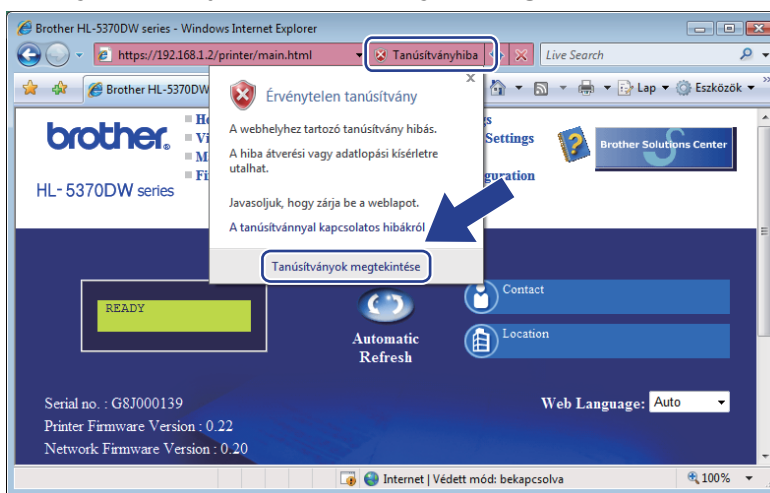 Brother HL-5370DW series - Windows Internet Explorer
https://192.168.1.2/printer/main.html
Tanúsítványhiba
Live Search
Brother HL-5370DW
Lap
Eszközök
Érvénytelen tanúsítvány
A webhelyhez tartozó tanúsítvány hibás.
A hiba átverési vagy adatlopási kísérletre
utalhat.
Javasoljuk, hogy zárja be a weblapot.
A tanúsítvánnyal kapcsolatos hibákról
Tanúsítványok megtekintése
brother
HL-5370DW series
Settings
Brother Solutions Center
READY
Automatic
Refresh
Contact
Location
Serial no. : G8J000139
Web Language: Auto
Printer Firmware Version : 0.22
Network Firmware Version : 0.20
Internet | Védett mód: bekapcsolva
100%